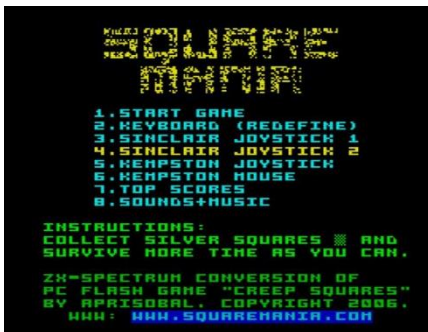 SQUARE
MANIA
1.START GAME
2.KEYBOARD (REDEFINE)
3.SINCLAIR JOYSTICK 1
4.SINCLAIR JOYSTICK 2
5.KEMPSTON JOYSTICK
6.KEMPSTON MOUSE
7.TOP SCORES
8.SOUNDS+MUSIC
INSTRUCTIONS:
COLLECT SILVER SQUARES ▒ AND
SURVIVE MORE TIME AS YOU CAN.
ZX-SPECTRUM CONVERSION OF
PC FLASH GAME "CREEP SQUARES"
BY APRISOBAL. COPYRIGHT 2006.
WWW: WWW.SQUAREMANIA.COM